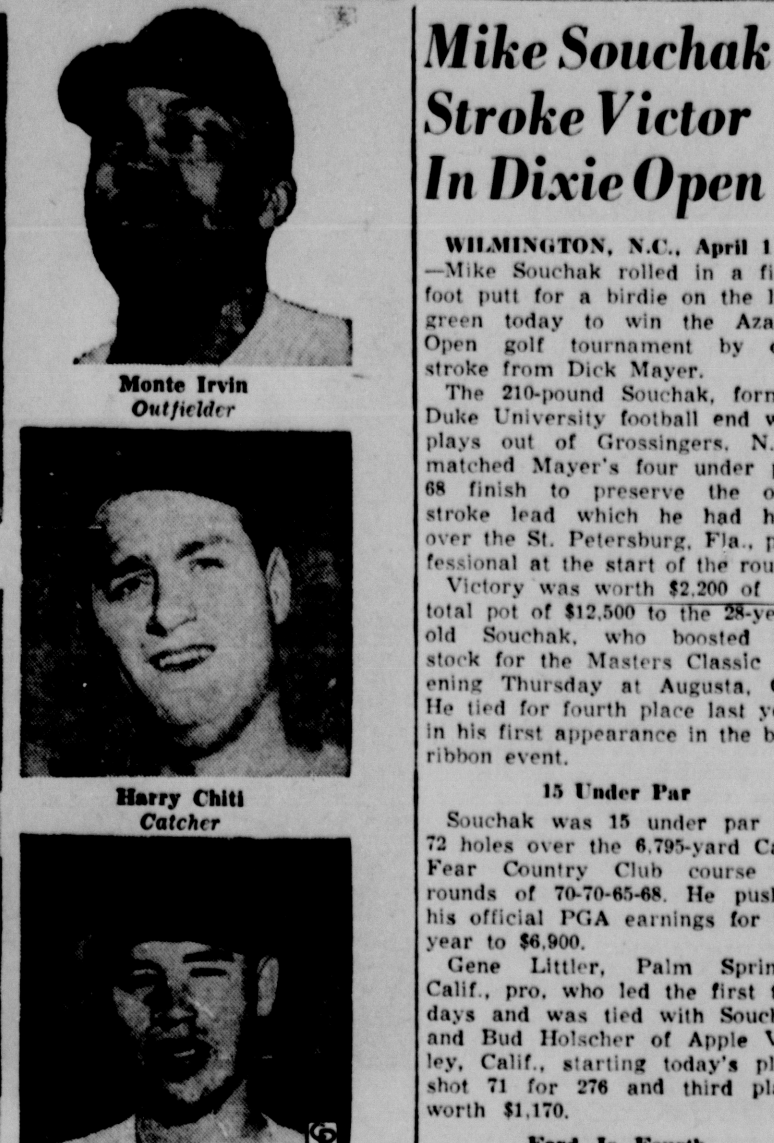 Monte Irvin
Outfielder
Harry Chiti
Catcher
Mike Souchak
Stroke Victor
In Dixie Open
WILMINGTON, N.C., April 1
—Mike Souchak rolled in a fi
foot putt for a birdie on the l
green today to win the Aza
Open golf tournament by
stroke from Dick Mayer.
The 210-pound Souchak, form
Duke University football end w
plays out of Grossingers, N.
matched Mayer's four under
68 finish to preserve the o
stroke lead which he had h
over the St. Petersburg, Fla., p
fessional at the start of the rou
Victory was worth $2,200 of
total pot of $12,500 to the 28-ye
old Souchak, who boosted
stock for the Masters Classic
ening Thursday at Augusta,
He tied for fourth place last y
in his first appearance in the b
ribbon event.
15 Under Par
Souchak was 15 under par
72 holes over the 6,795-yard Ca
Fear Country Club course
rounds of 70-70-65-68. He push
his official PGA earnings for
year to $6,900.
Gene Littler, Palm Sprin
Calif., pro, who led the first t
days and was tied with Souch
and Bud Holscher of Apple V
ley, Calif., starting today's pl
shot 71 for 276 and third pla
worth $1,170.